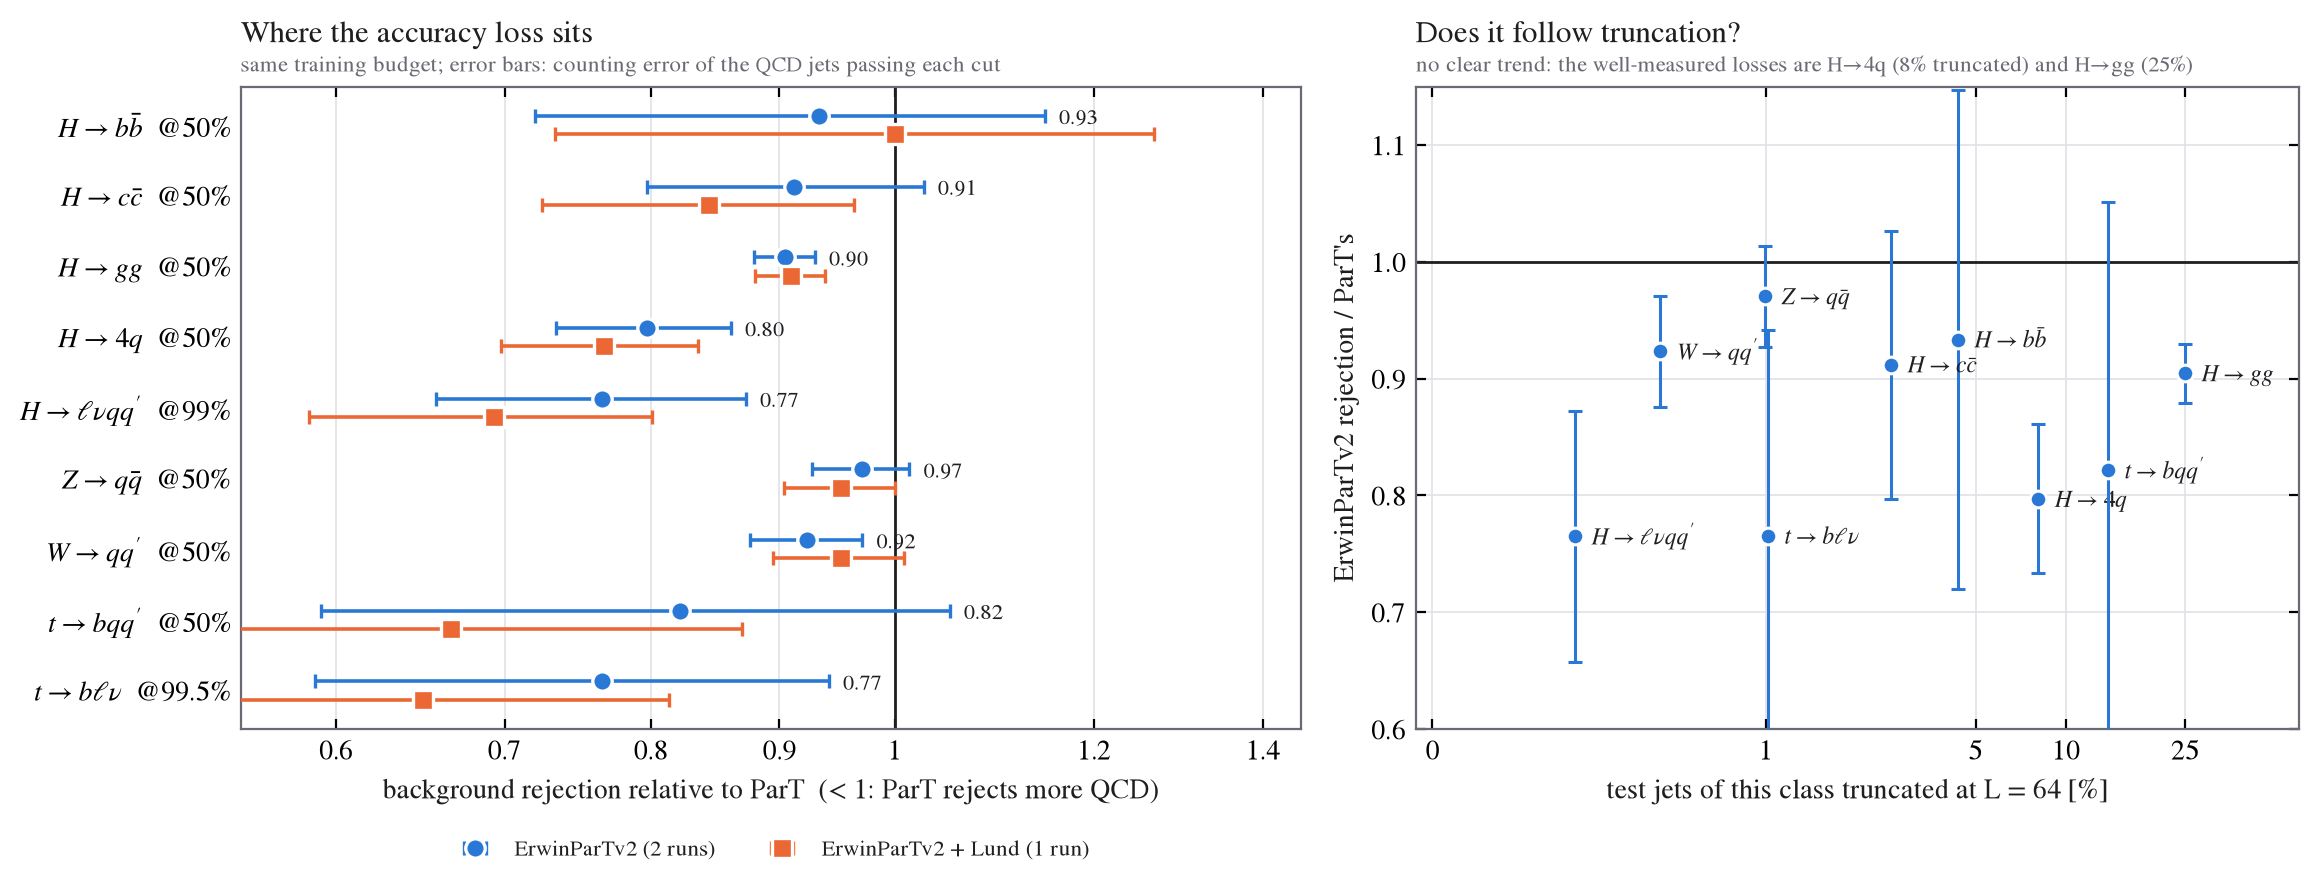 Where the accuracy loss sits
same training budget; error bars: counting error of the QCD jets passing each cut
H → bb̄ @50%
0.93
H → cc̄ @50%
0.91
H → gg @50%
0.90
H → 4q @50%
0.80
H → ℓνqq′ @99%
0.77
Z → qq̄ @50%
0.97
W → qq′ @50%
0.92
t → bqq′ @50%
0.82
t → bℓν @99.5%
0.77
0.6 0.7 0.8 0.9 1 1.2 1.4
background rejection relative to ParT (< 1: ParT rejects more QCD)
ErwinParTv2 (2 runs) ErwinParTv2 + Lund (1 run)
Does it follow truncation?
no clear trend: the well-measured losses are H→4q (8% truncated) and H→gg (25%)
ErwinParTv2 rejection / ParT's
1.1
1.0
0.9
0.8
0.7
0.6
Z → qq̄
W → qq′
H → bb̄
H → cc̄
H → gg
t → bqq′
H → 4q
H → ℓνqq′
t → bℓν
0 1 5 10 25
test jets of this class truncated at L = 64 [%]